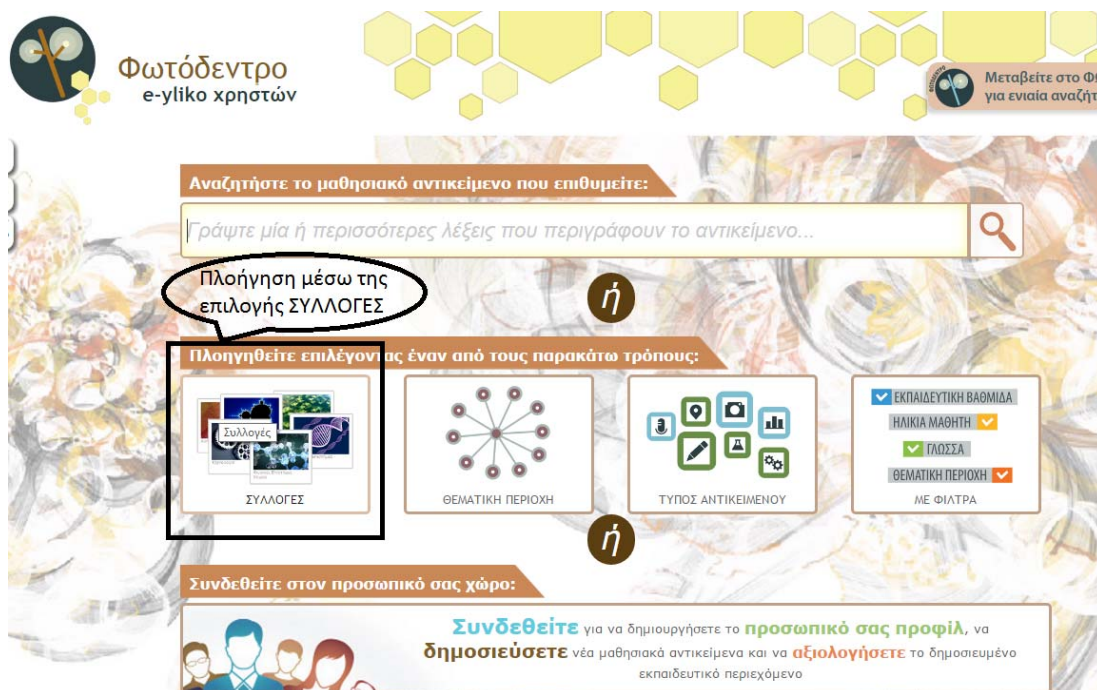 Φωτόδεντρο
e-yliko χρηστών
Μεταβείτε στο
για ενιαία
Αναζητήστε το μαθησιακό αντικείμενο που επιθυμείτε:
Γράψτε μία ή περισσότερες λέξεις που περιγράφουν το αντικείμενο...
Πλοήγηση μέσω της
επιλογής ΣΥΛΛΟΓΕΣ
ή
Πλοηγηθείτε επιλέγοντας έναν από τους παρακάτω τρόπους:
Συλλογές
ΣΥΛΛΟΓΕΣ
ΘΕΜΑΤΙΚΗ ΠΕΡΙΟΧΗ
ΤΥΠΟΣ ΑΝΤΙΚΕΙΜΕΝΟΥ
ΕΚΠΑΙΔΕΥΤΙΚΗ ΒΑΘΜΙΔΑ
ΗΛΙΚΙΑ ΜΑΘΗΤΗ
ΓΛΩΣΣΑ
ΘΕΜΑΤΙΚΗ ΠΕΡΙΟΧΗ
ΜΕ ΦΙΛΤΡΑ
ή
Συνδεθείτε στον προσωπικό σας χώρο:
Συνδεθείτε για να δημιουργήσετε το προσωπικό σας προφίλ, να
δημοσιεύσετε νέα μαθησιακά αντικείμενα και να αξιολογήσετε το δημοσιευμένο
εκπαιδευτικό περιεχόμενο